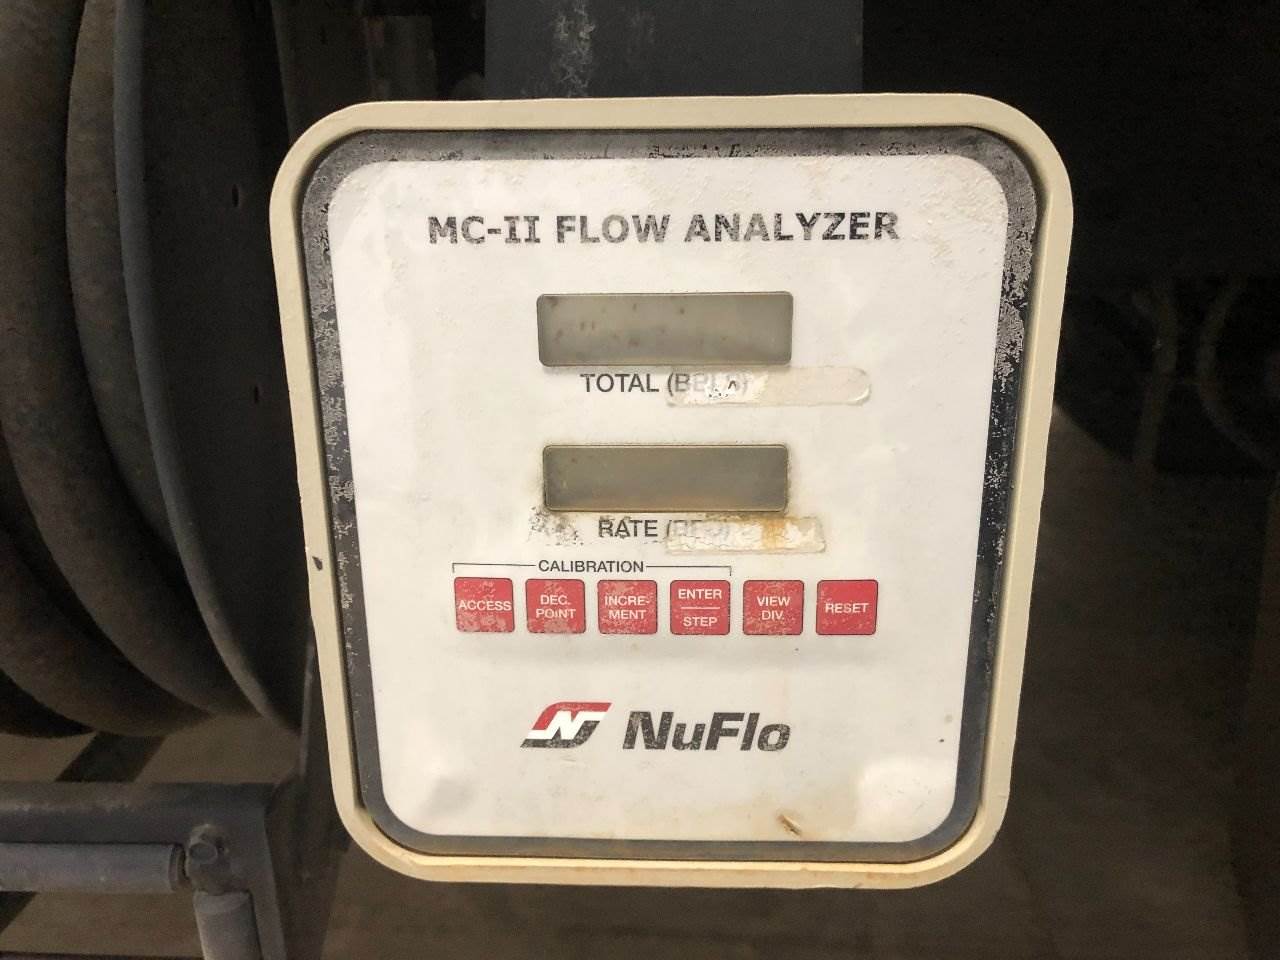 MC-II FLOW ANALYZER
TOTAL
RATE
CALIBRATION
ACCESS
DEC. POINT
INCRE-MENT
ENTER
STEP
VIEW DIV.
RESET
N NuFlo